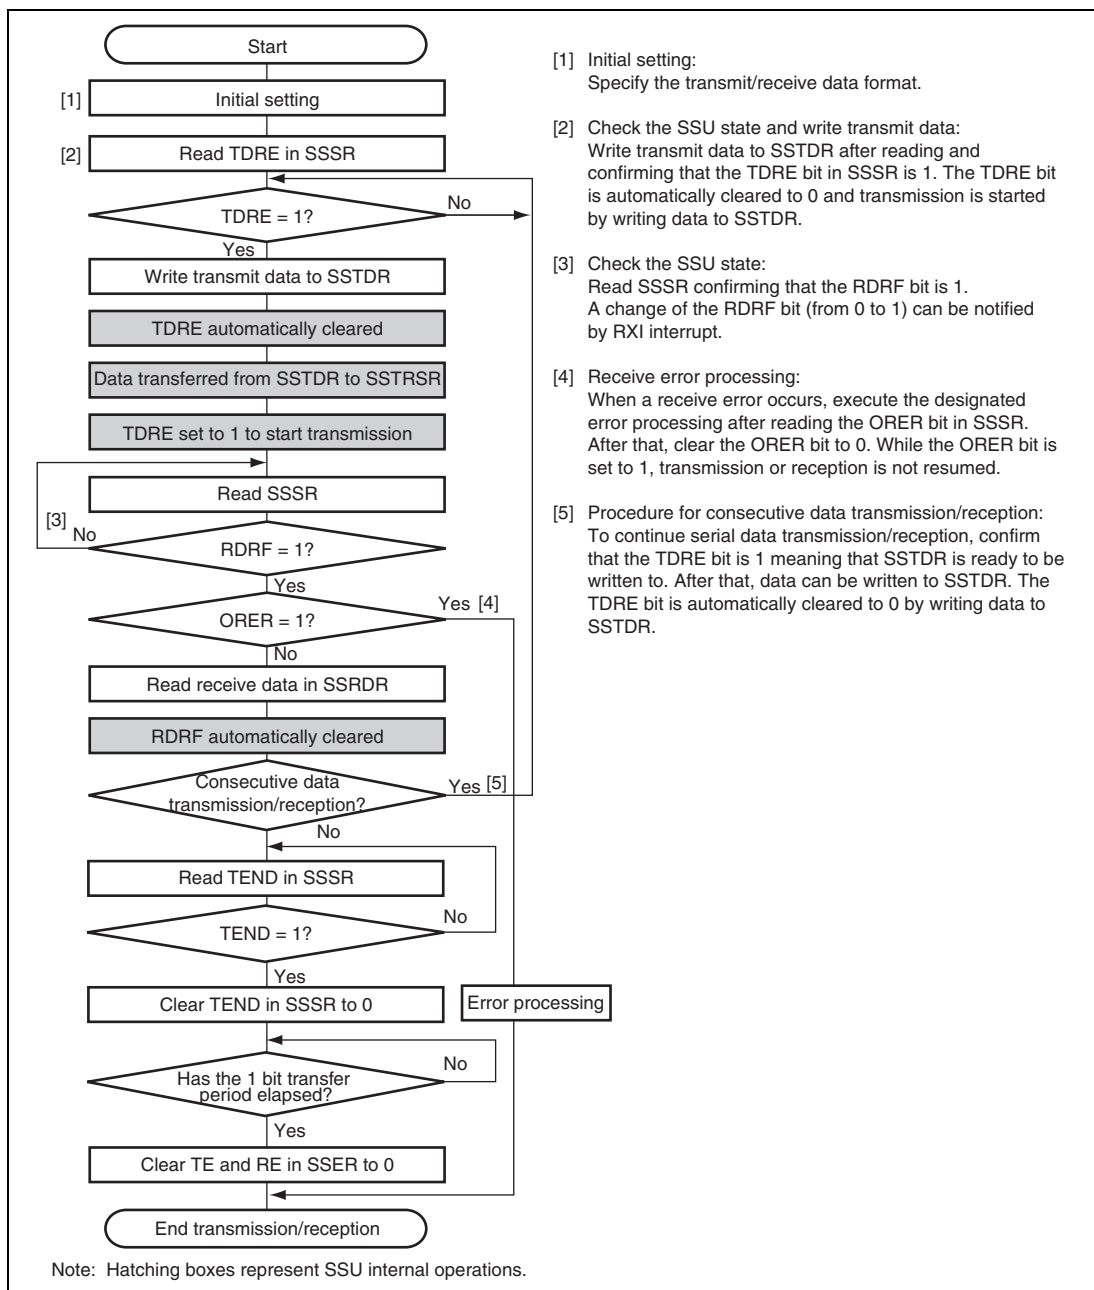 Start
[1] Initial setting
[2] Read TDRE in SSSR
TDRE = 1?
No
Yes
Write transmit data to SSTDR
TDRE automatically cleared
Data transferred from SSTDR to SSTRSR
TDRE set to 1 to start transmission
Read SSSR
[3]
No
RDRF = 1?
Yes
ORER = 1?
Yes [4]
No
Read receive data in SSRDR
RDRF automatically cleared
Consecutive data
transmission/reception?
Yes [5]
No
Read TEND in SSSR
TEND = 1?
No
Yes
Clear TEND in SSSR to 0
Error processing
Has the 1 bit transfer
period elapsed?
No
Yes
Clear TE and RE in SSER to 0
End transmission/reception
[1] Initial setting:
Specify the transmit/receive data format.
[2] Check the SSU state and write transmit data:
Write transmit data to SSTDR after reading and
confirming that the TDRE bit in SSSR is 1. The TDRE bit
is automatically cleared to 0 and transmission is started
by writing data to SSTDR.
[3] Check the SSU state:
Read SSSR confirming that the RDRF bit is 1.
A change of the RDRF bit (from 0 to 1) can be notified
by RXI interrupt.
[4] Receive error processing:
When a receive error occurs, execute the designated
error processing after reading the ORER bit in SSSR.
After that, clear the ORER bit to 0. While the ORER bit is
set to 1, transmission or reception is not resumed.
[5] Procedure for consecutive data transmission/reception:
To continue serial data transmission/reception, confirm
that the TDRE bit is 1 meaning that SSTDR is ready to be
written to. After that, data can be written to SSTDR. The
TDRE bit is automatically cleared to 0 by writing data to
SSTDR.
Note: Hatching boxes represent SSU internal operations.